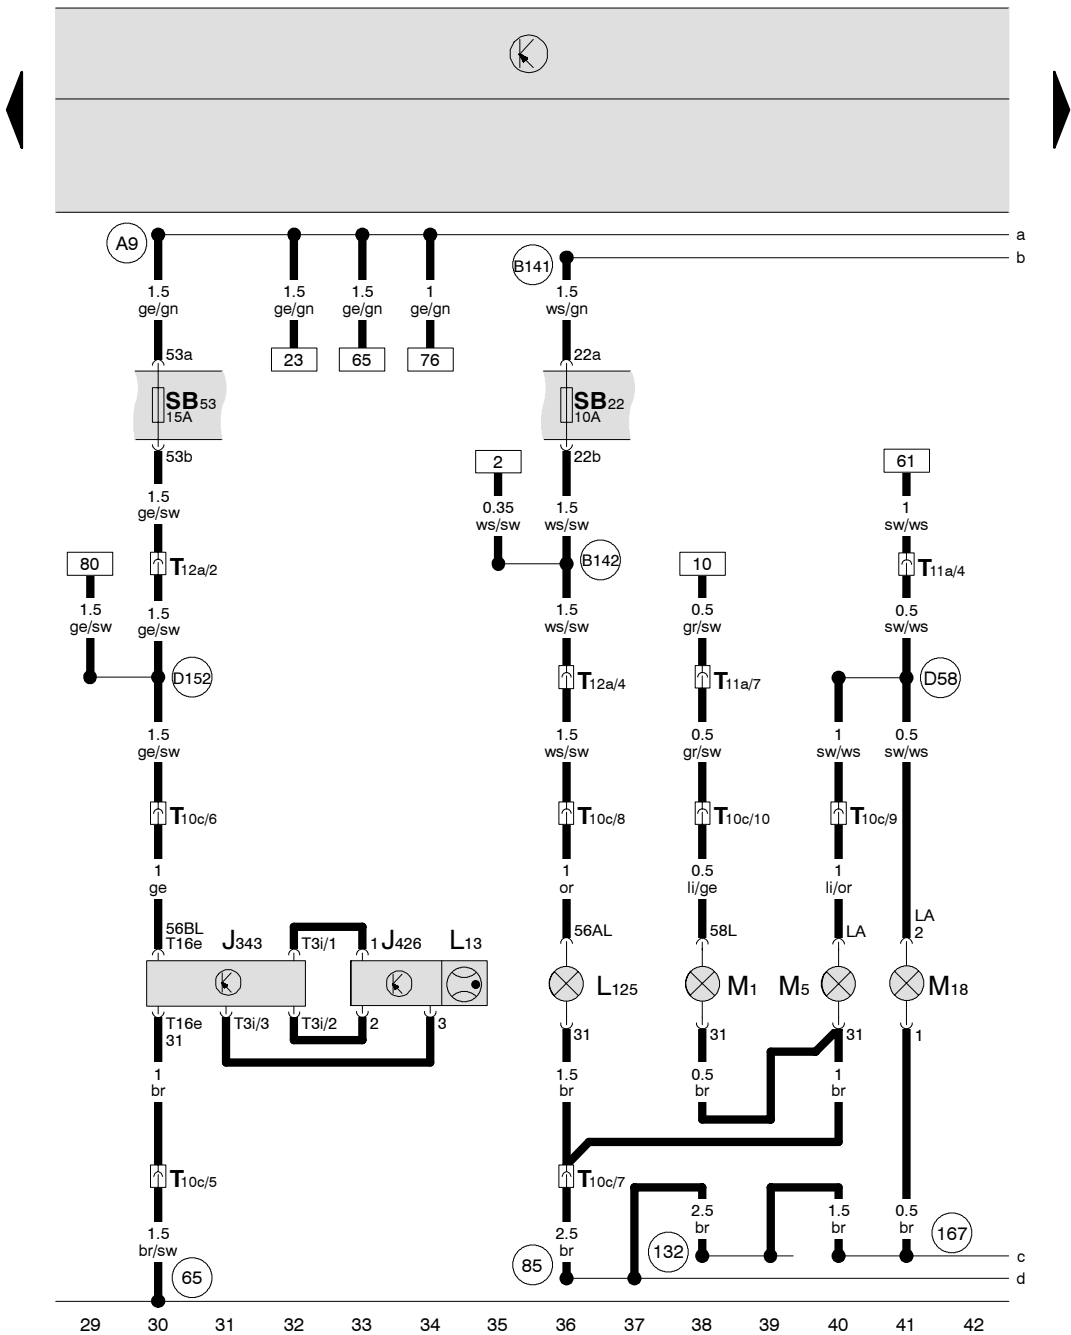 a
A9
b
B141
1.5
ge/gn
1.5
ge/gn
1.5
ge/gn
1
ge/gn
1.5
ws/gn
53a
23
65
76
22a
SB53
15A
SB22
10A
53b
2
22b
61
1.5
ge/sw
0.35
ws/sw
1.5
ws/sw
1
sw/ws
80
T12a/2
B142
10
T11a/4
1.5
ge/sw
1.5
ge/sw
1.5
ws/sw
0.5
gr/sw
0.5
sw/ws
D152
T12a/4
T11a/7
D58
1.5
ge/sw
1.5
ws/sw
0.5
gr/sw
1
sw/ws
0.5
sw/ws
T10c/6
T10c/8
T10c/10
T10c/9
1
ge
1
or
0.5
li/ge
1
li/or
56BL
T16e
J343
T3i/1
1
J426
L13
56AL
58L
LA
LA
2
L125
M1
M5
M18
T16e
31
T3i/3
T3i/2
2
3
31
31
31
1
1
br
1.5
br
0.5
br
1
br
T10c/5
T10c/7
1.5
br/sw
2.5
br
2.5
br
1.5
br
0.5
br
65
85
132
167
c
d
29 30 31 32 33 34 35 36 37 38 39 40 41 42